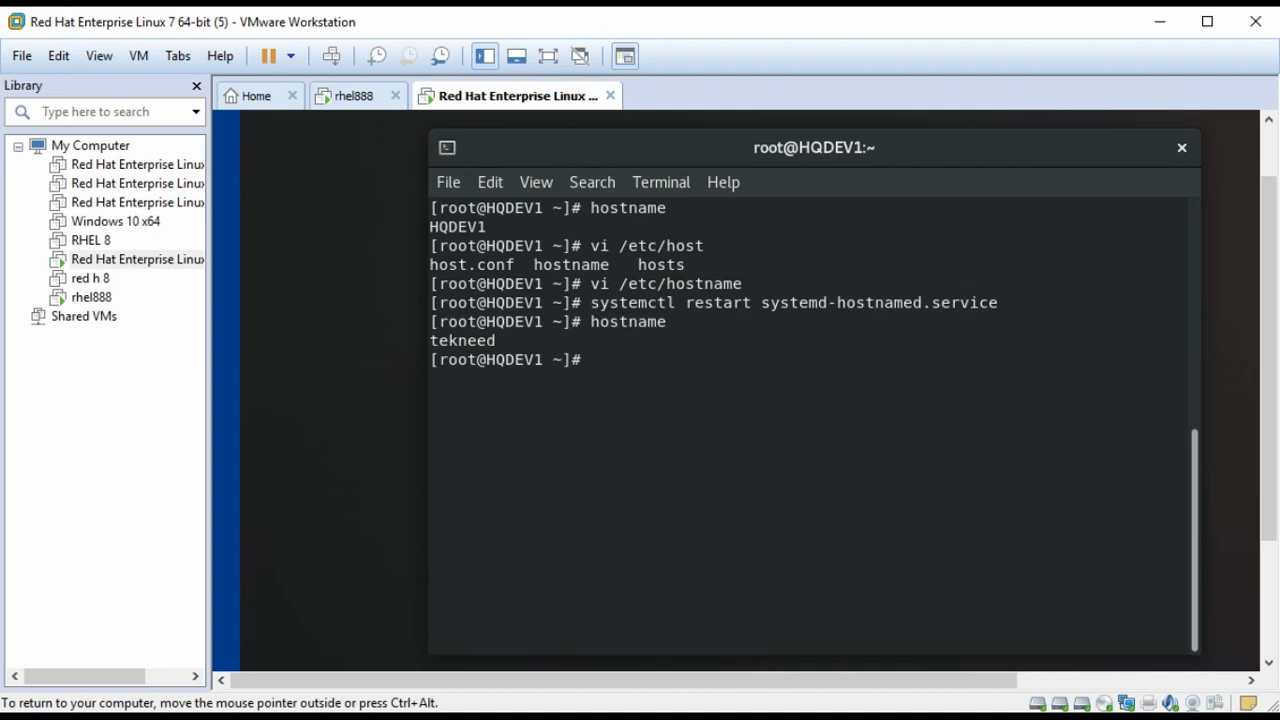 Red Hat Enterprise Linux 7 64-bit (5) - VMware Workstation
File Edit View VM Tabs Help
Library
Type here to search
My Computer
Red Hat Enterprise Linux
Red Hat Enterprise Linux
Red Hat Enterprise Linux
Windows 10 x64
RHEL 8
Red Hat Enterprise Linux
red h 8
rhel888
Shared VMs
Home rhel888 Red Hat Enterprise Linux ...
root@HQDEV1:~
File Edit View Search Terminal Help
[root@HQDEV1 ~]# hostname
HQDEV1
[root@HQDEV1 ~]# vi /etc/host
host.conf hostname hosts
[root@HQDEV1 ~]# vi /etc/hostname
[root@HQDEV1 ~]# systemctl restart systemd-hostnamed.service
[root@HQDEV1 ~]# hostname
tekneed
[root@HQDEV1 ~]#
To return to your computer, move the mouse pointer outside or press Ctrl+Alt.